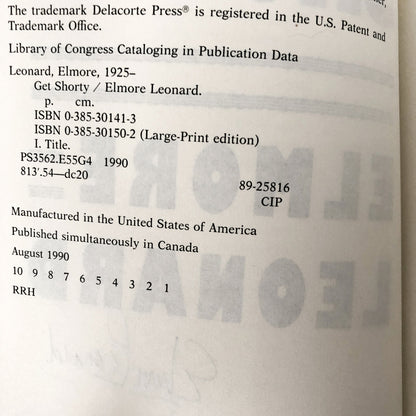 The trademark Delacorte Press® is registered in the U.S. Patent and
Trademark Office.
Library of Congress Cataloging in Publication Data
Leonard, Elmore, 1925–
Get Shorty / Elmore Leonard.
p. cm.
ISBN 0-385-30141-3
ISBN 0-385-30150-2 (Large-Print edition)
I. Title.
PS3562.E55G4 1990
813'.54—dc20
89-25816
CIP
Manufactured in the United States of America
Published simultaneously in Canada
August 1990
10 9 8 7 6 5 4 3 2 1
RRH
ELMORE
LEONARD